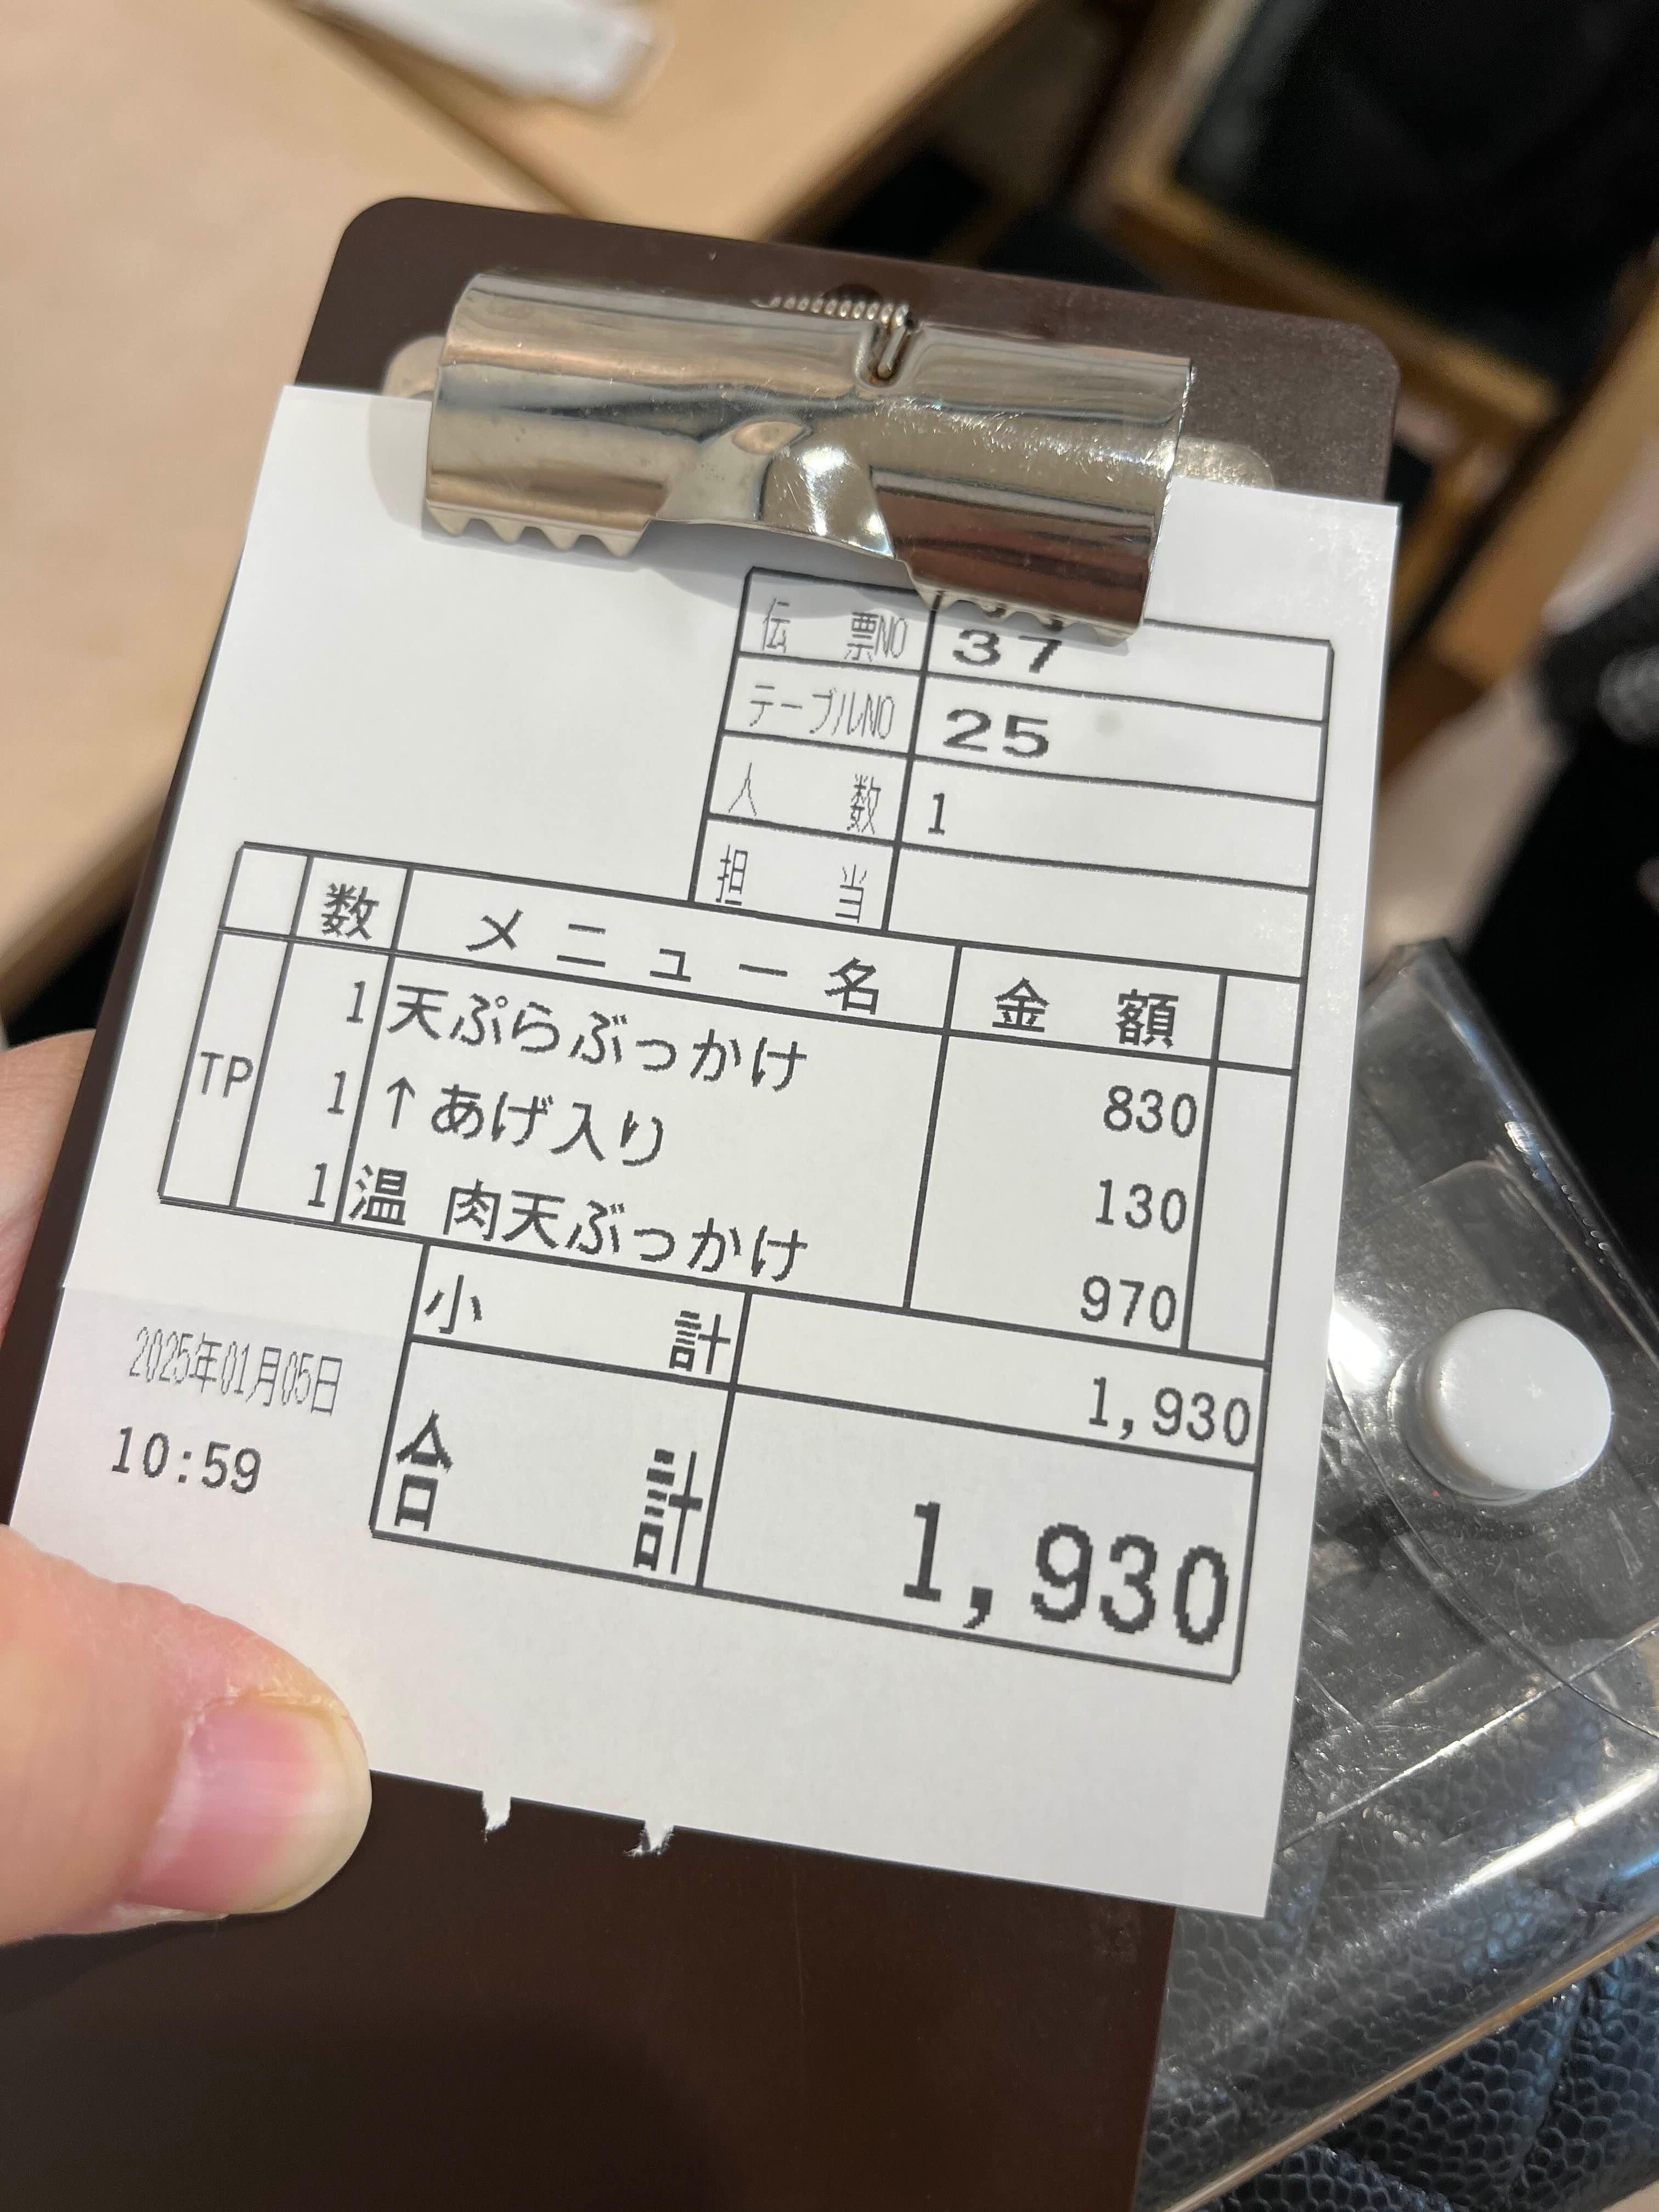 伝票NO 37
テーブルNO 25
人数 1
担当
数 メニュー名 金額
1 天ぷらぶっかけ 830
TP 1 ↑あげ入り 130
1 温 肉天ぶっかけ 970
小計 1,930
合計 1,930
2025年01月05日
10:59